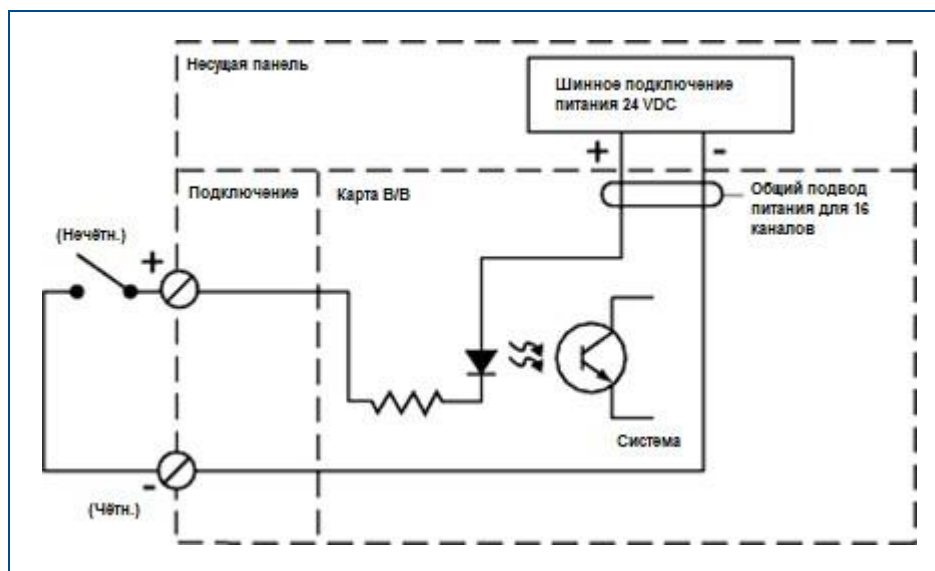 Несущая панель
Шинное подключение
питания 24 VDC
+
-
Подключение
Карта В/В
Общий подвод
питания для 16
каналов
(Нечётн.)
+
Система
-
(Чётн.)